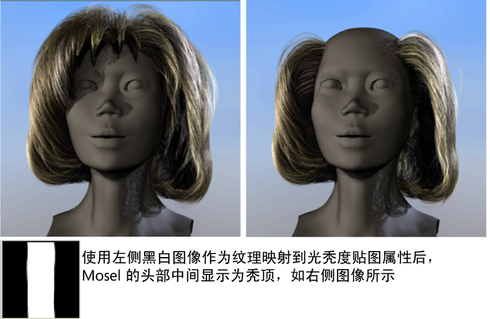 使用左侧黑白图像作为纹理映射到光秃度贴图属性后，
Mosel 的头部中间显示为秃顶，如右侧图像所示